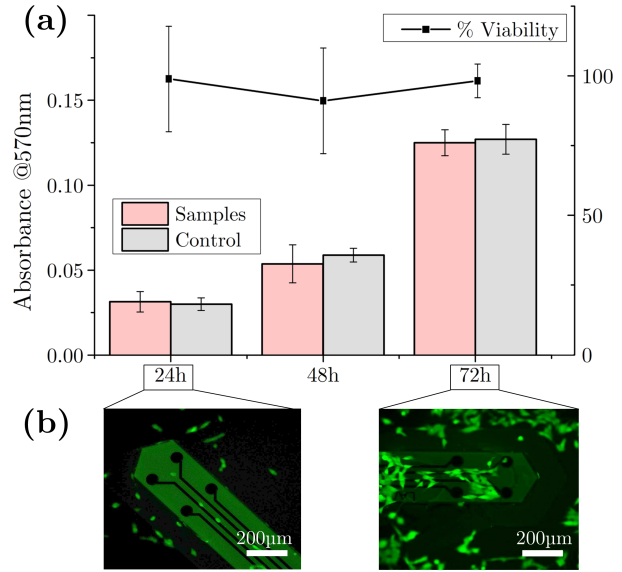 (a)
% Viability
Absorbance @570nm
0.15
0.10
0.05
0.00
100
50
0
Samples
Control
24h
48h
72h
(b)
200µm
200µm